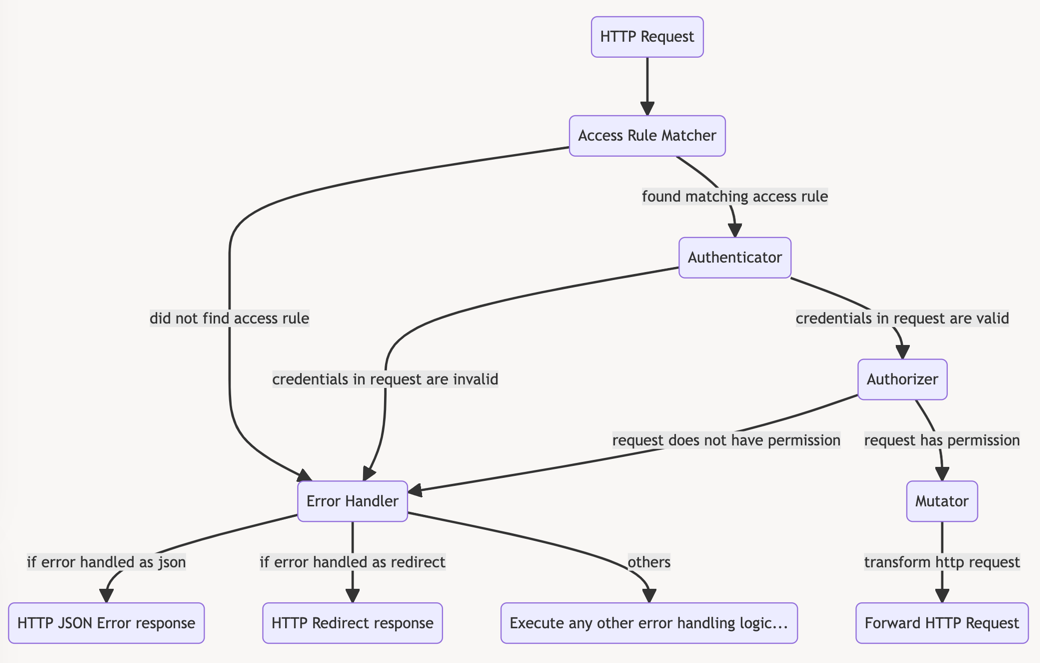 HTTP Request
Access Rule Matcher
found matching access rule
Authenticator
did not find access rule
credentials in request are valid
credentials in request are invalid
Authorizer
request does not have permission
request has permission
Error Handler
Mutator
if error handled as json
if error handled as redirect
others
transform http request
HTTP JSON Error response
HTTP Redirect response
Execute any other error handling logic...
Forward HTTP Request